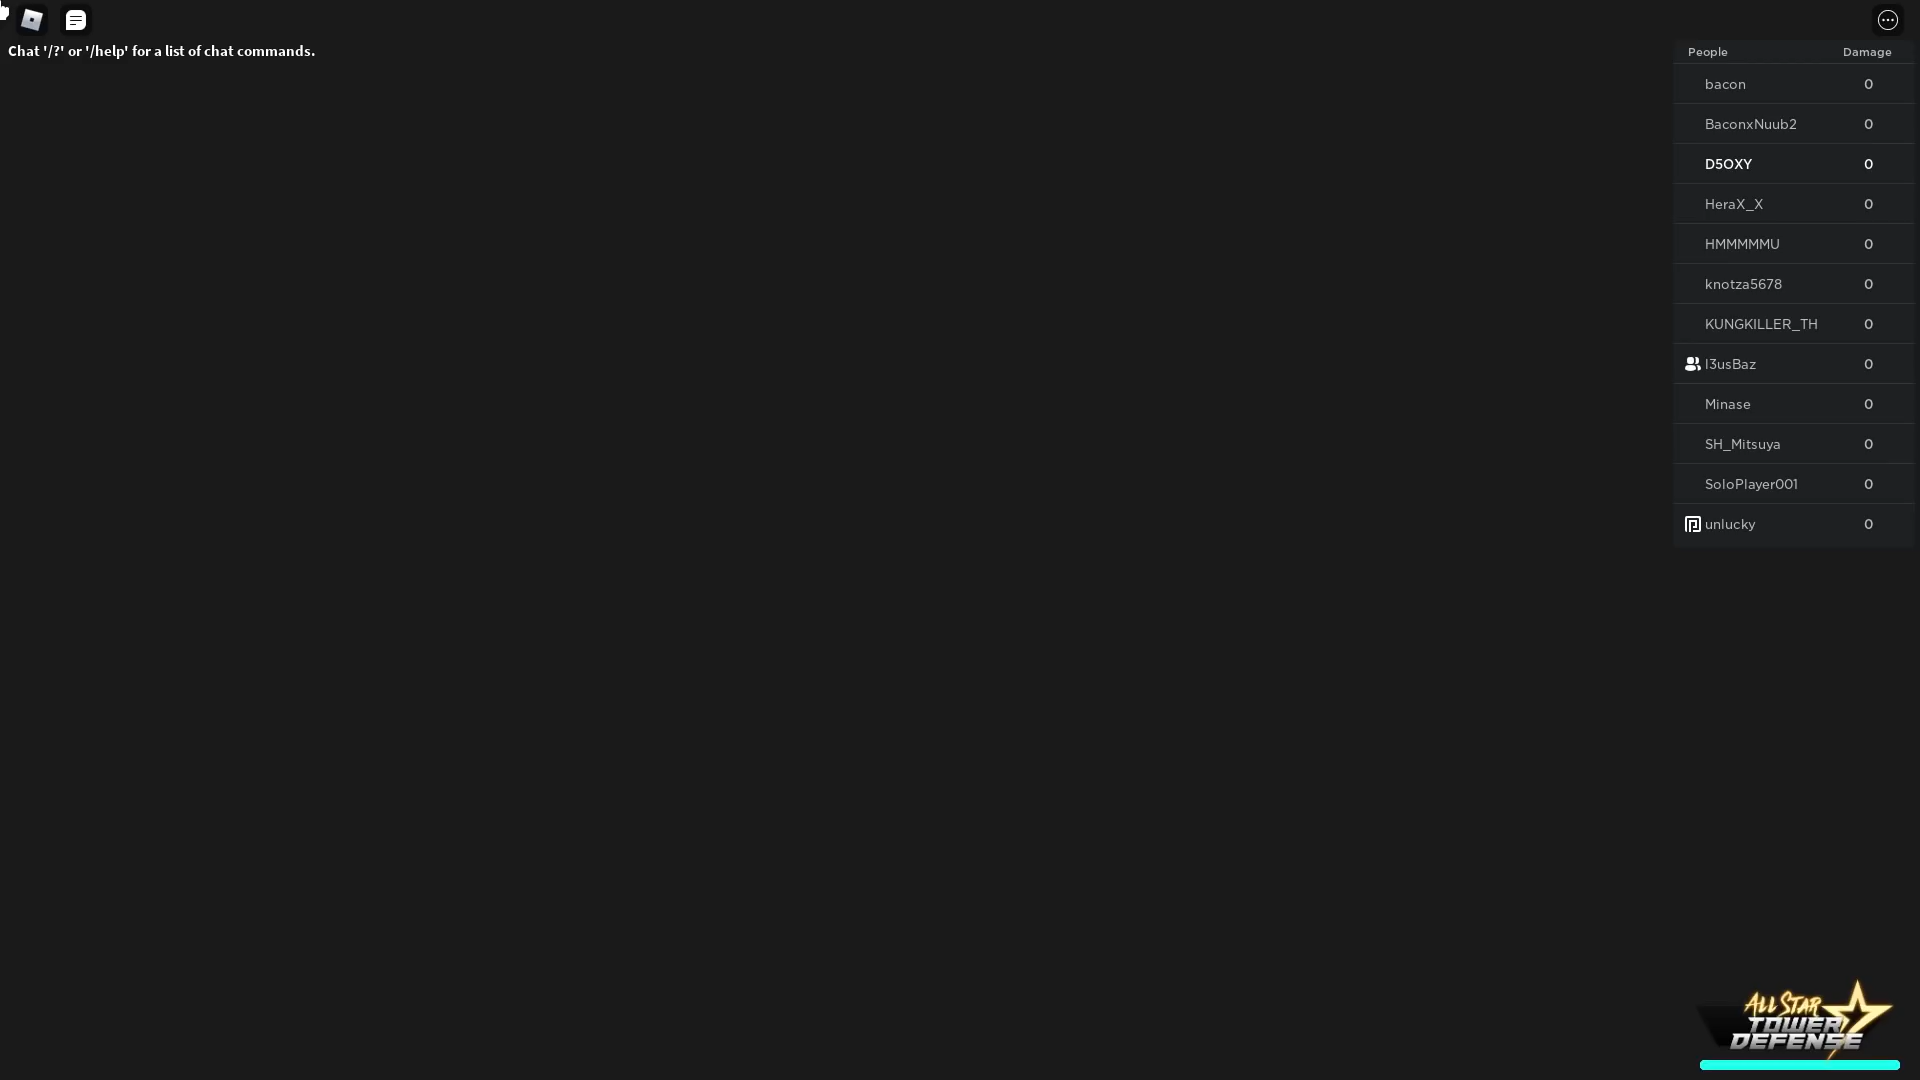 Chat '/?' or '/help' for a list of chat commands.
People Damage
bacon 0
BaconxNuub2 0
D5OXY 0
HeraX_X 0
HMMMMMU 0
knotza5678 0
KUNGKILLER_TH 0
l3usBaz 0
Minase 0
SH_Mitsuya 0
SoloPlayer001 0
unlucky 0
ALL STAR
TOWER
DEFENSE